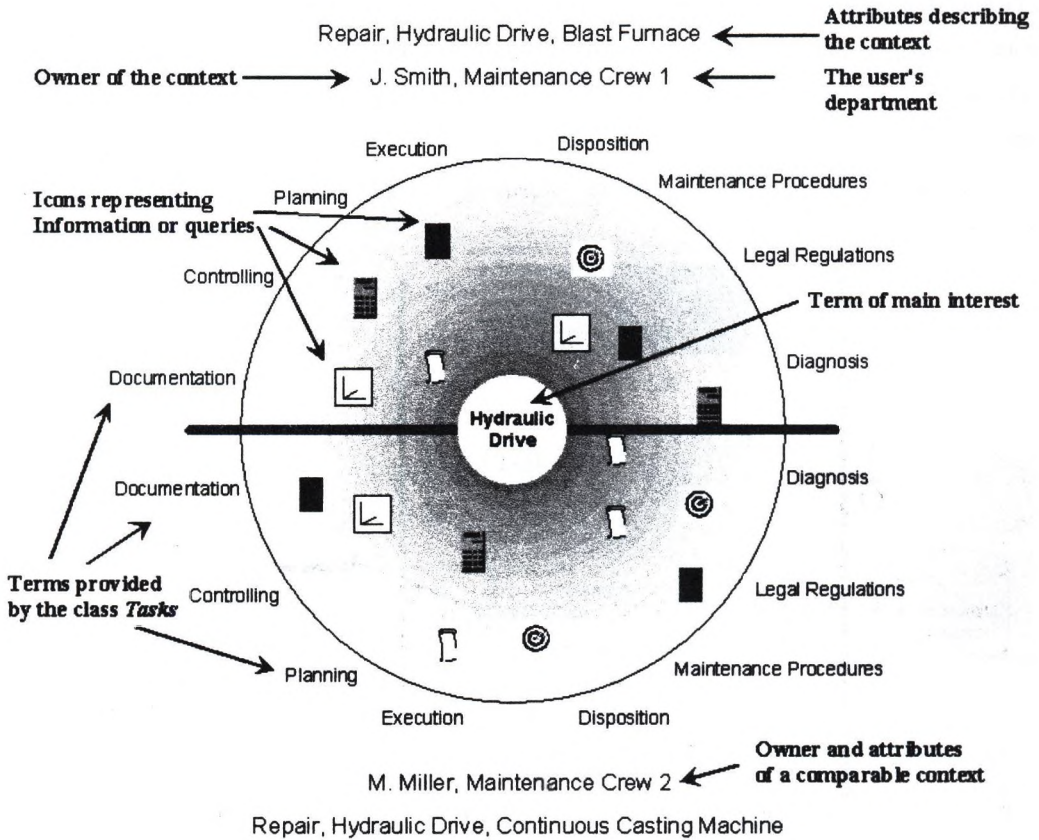 Repair, Hydraulic Drive, Blast Furnace
Attributes describing
the context
Owner of the context
J. Smith, Maintenance Crew 1
The user's
department
Execution
Disposition
Planning
Maintenance Procedures
Icons representing
Information or queries
Controlling
Legal Regulations
Term of main interest
Documentation
Diagnosis
Hydraulic
Drive
Documentation
Diagnosis
Terms provided
by the class Tasks
Controlling
Legal Regulations
Planning
Maintenance Procedures
Execution
Disposition
Owner and attributes
of a comparable context
M. Miller, Maintenance Crew 2
Repair, Hydraulic Drive, Continuous Casting Machine